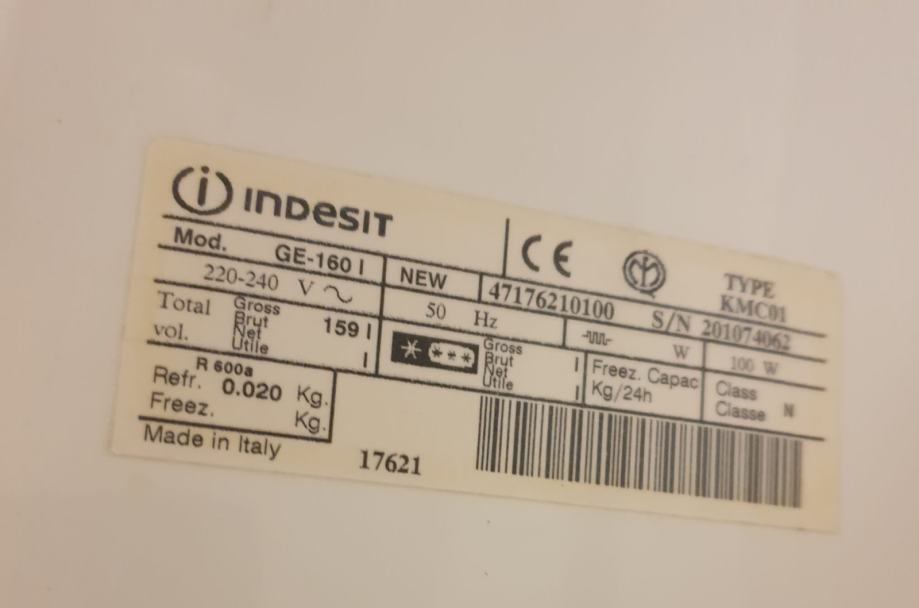 INDESIT
CE
TYPE
KMC01
Mod. GE-160 I
NEW
47176210100
S/N 201074062
220-240 V ~
50 Hz
W
100 W
Total
vol.
Gross
Brut
Net
Utile
159 l
l
Gross
Brut
Net
Utile
l
l
Freez. Capac
Kg/24h
Class
Classe N
R 600a
Refr. 0.020 Kg.
Freez. Kg.
Made in Italy
17621